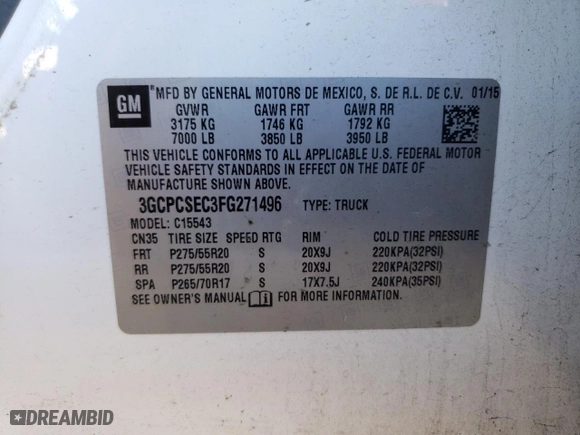 GM
MFD BY GENERAL MOTORS DE MEXICO, S. DE R.L. DE C.V. 01/15
GVWR GAWR FRT GAWR RR
3175 KG 1746 KG 1792 KG
7000 LB 3850 LB 3950 LB
THIS VEHICLE CONFORMS TO ALL APPLICABLE U.S. FEDERAL MOTOR
VEHICLE SAFETY STANDARDS IN EFFECT ON THE DATE OF
MANUFACTURE SHOWN ABOVE.
3GCPCSEC3FG271496 TYPE: TRUCK
MODEL: C15543
CN35 TIRE SIZE SPEED RTG RIM COLD TIRE PRESSURE
FRT P275/55R20 S 20X9J 220KPA(32PSI)
RR P275/55R20 S 20X9J 220KPA(32PSI)
SPA P265/70R17 S 17X7.5J 240KPA(35PSI)
SEE OWNER'S MANUAL FOR MORE INFORMATION.
DREAMBID